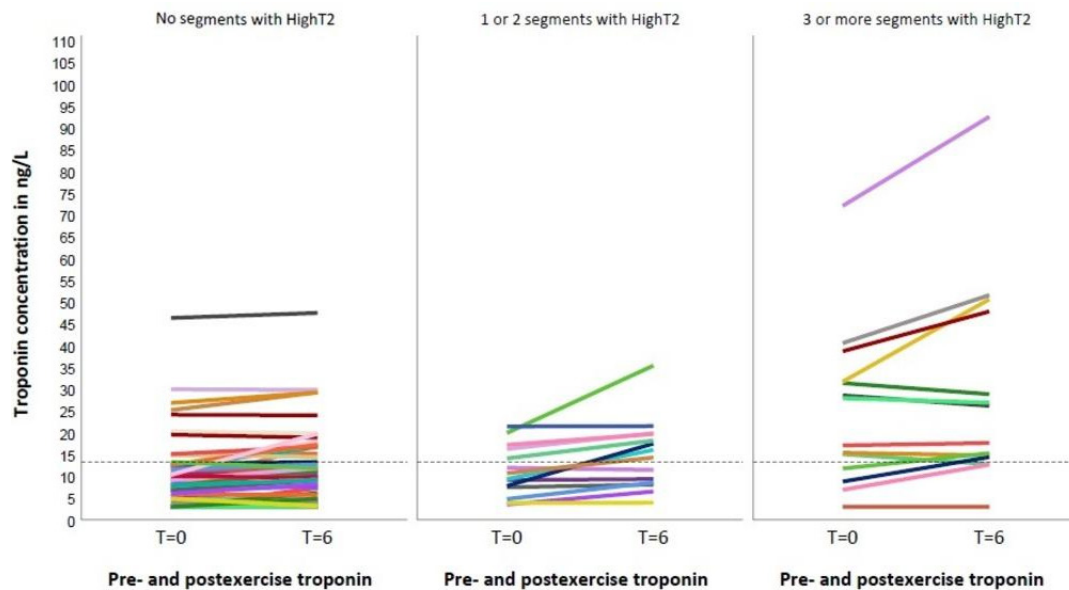 No segments with HighT2
1 or 2 segments with HighT2
3 or more segments with HighT2
Troponin concentration in ng/L
110
105
100
95
90
85
80
75
70
65
60
55
50
45
40
35
30
25
20
15
10
5
0
T=0 T=6
T=0 T=6
T=0 T=6
Pre- and postexercise troponin
Pre- and postexercise troponin
Pre- and postexercise troponin